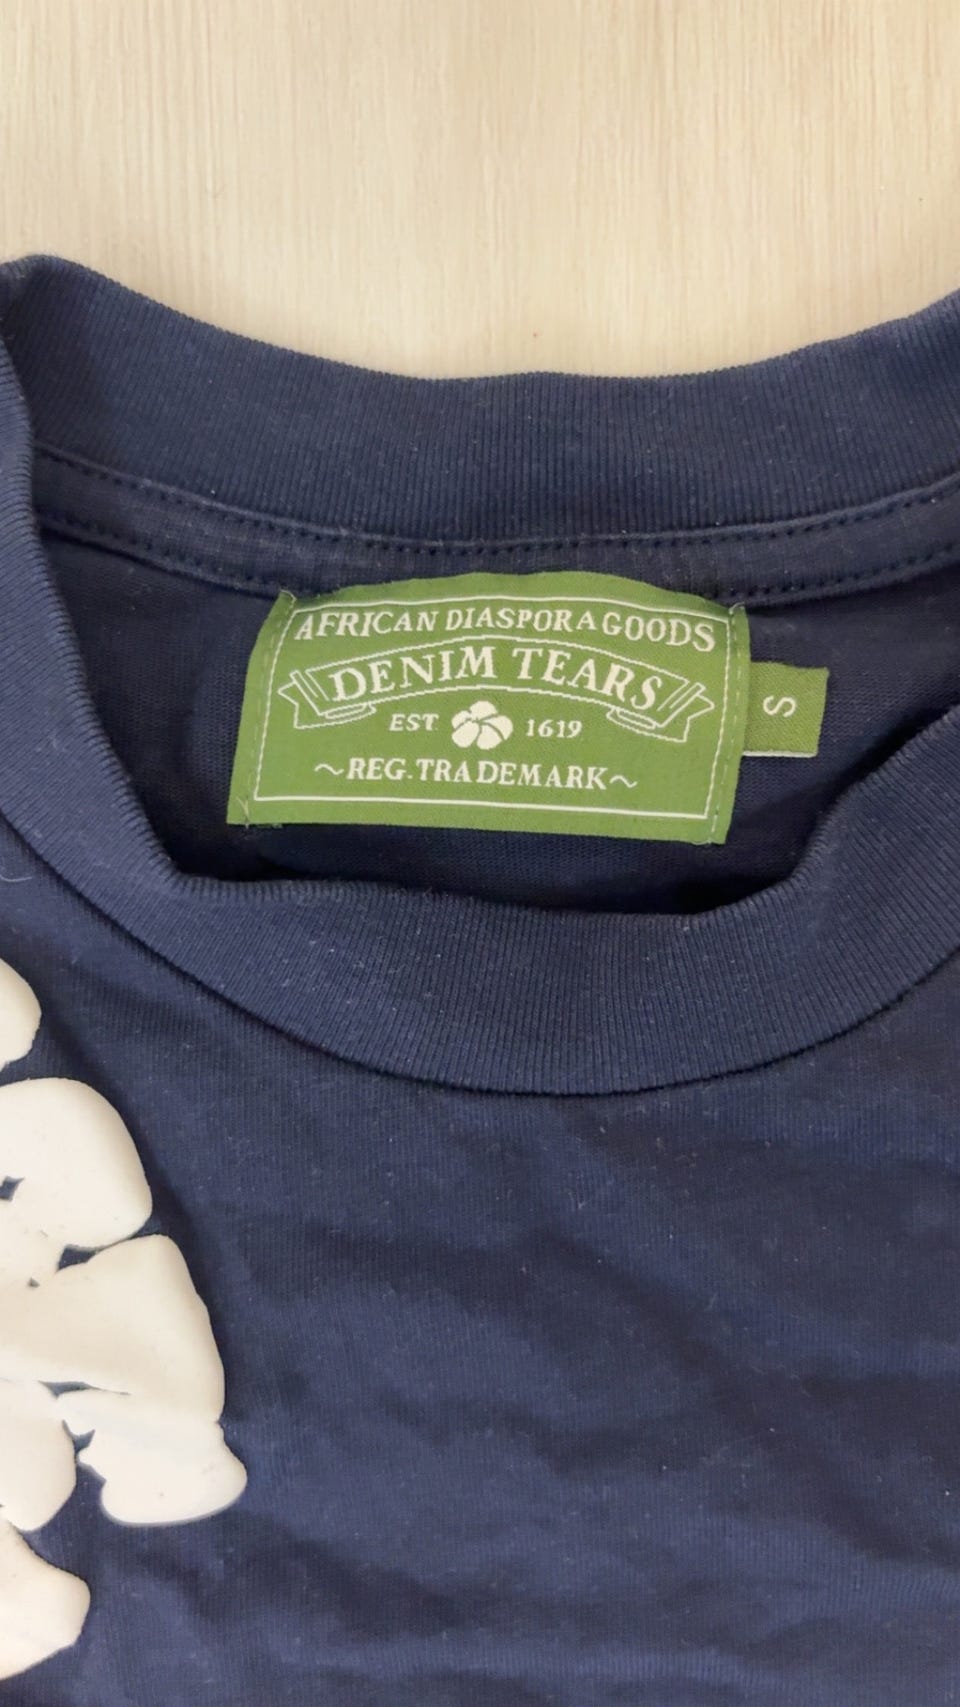 AFRICAN DIASPORA GOODS
DENIM TEARS
EST. 1619
~REG. TRADEMARK~
S